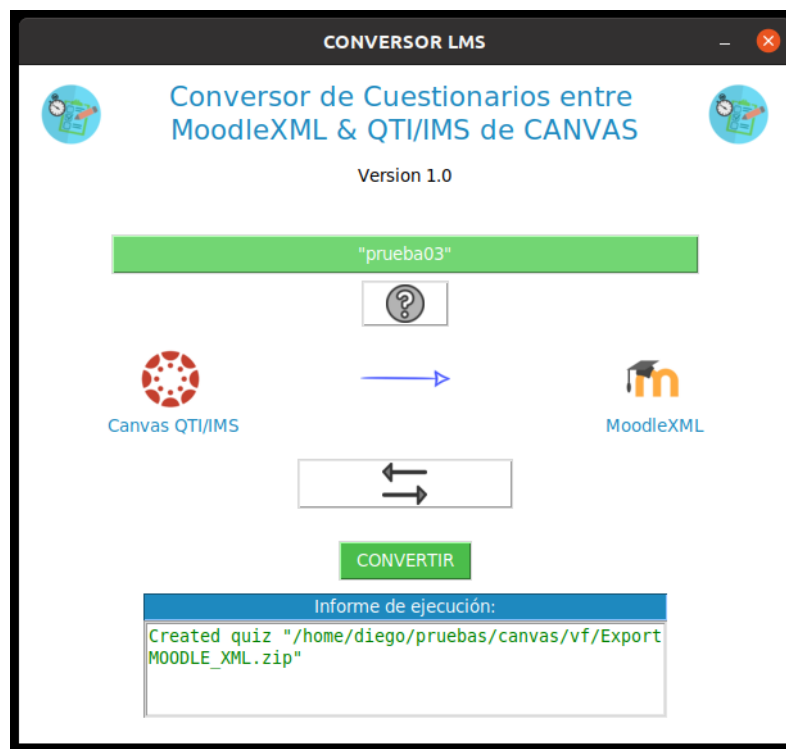 CONVERSOR LMS
Conversor de Cuestionarios entre
MoodleXML & QTI/IMS de CANVAS
Version 1.0
"prueba03"
?
m
Canvas QTI/IMS
MoodleXML
CONVERTIR
Informe de ejecución:
Created quiz "/home/diego/pruebas/canvas/vf/Export
MOODLE_XML.zip"